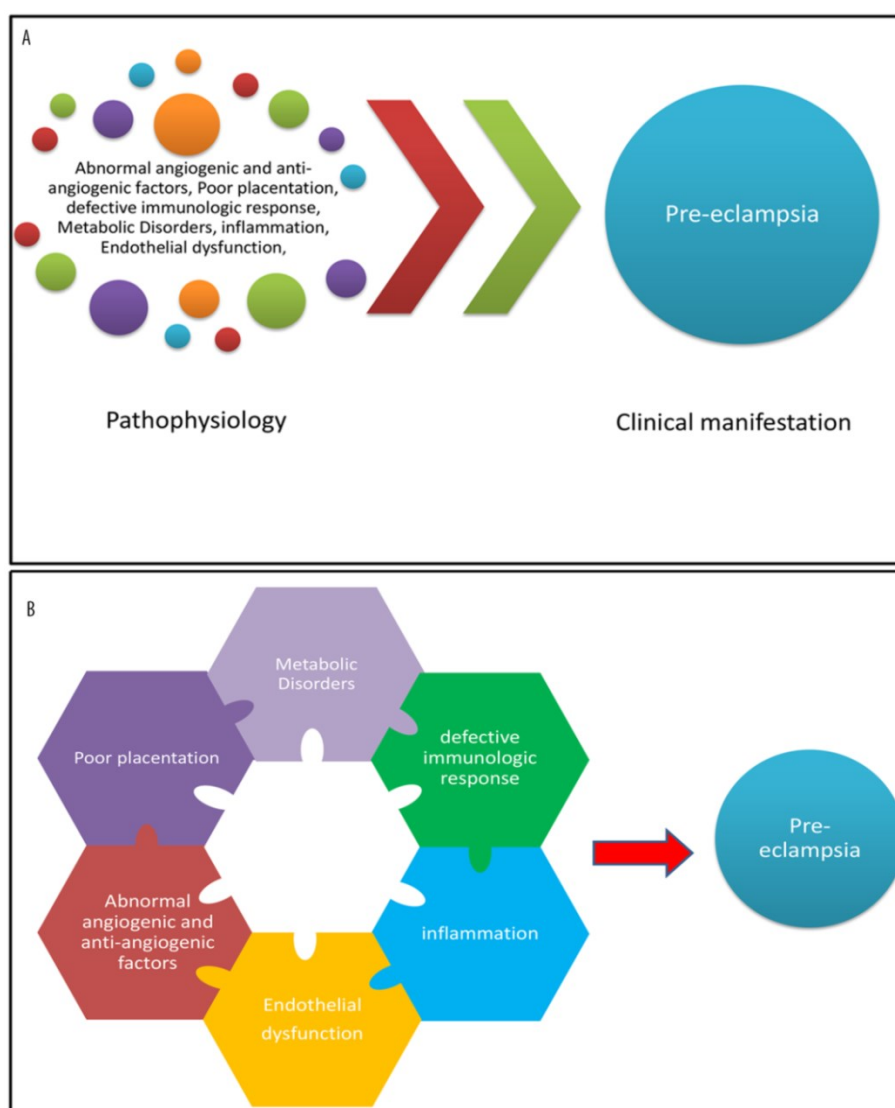 A
Abnormal angiogenic and anti-
angiogenic factors, Poor placentation,
defective immunologic response,
Metabolic Disorders, inflammation,
Endothelial dysfunction,
Pre-eclampsia
Pathophysiology
Clinical manifestation
B
Metabolic
Disorders
Poor placentation
defective
immunologic
response
Abnormal
angiogenic and
anti-angiogenic
factors
inflammation
Endothelial
dysfunction
Pre-
eclampsia